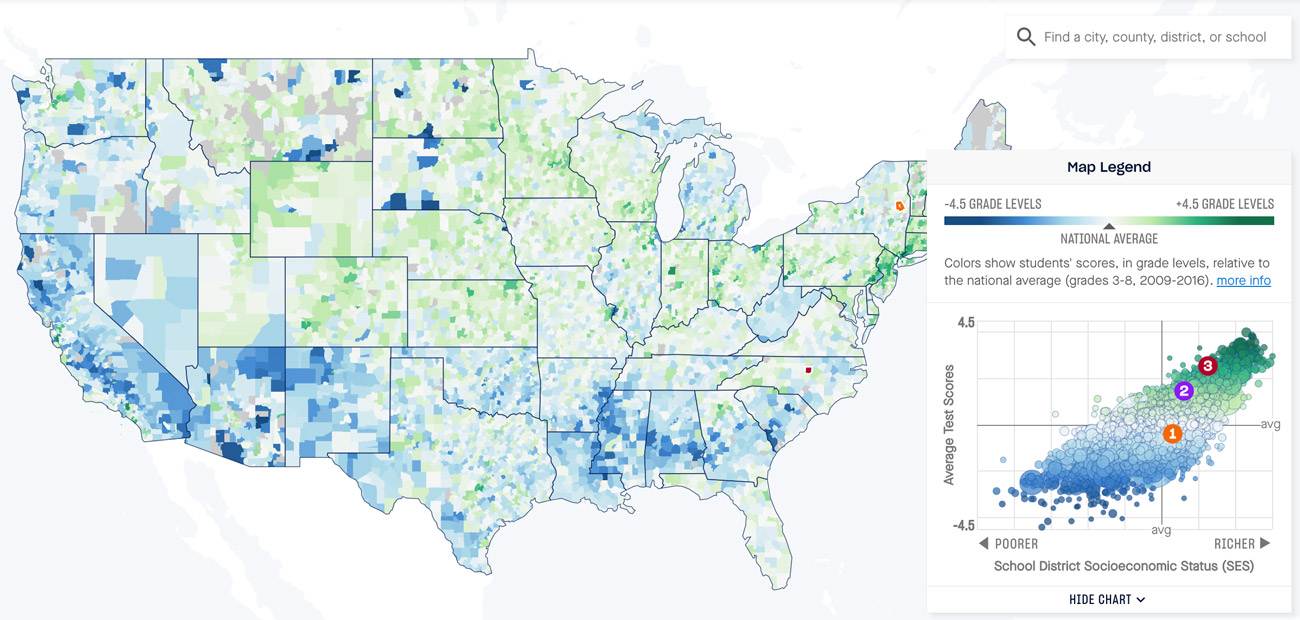 Find a city, county, district, or school
Map Legend
-4.5 GRADE LEVELS +4.5 GRADE LEVELS
NATIONAL AVERAGE
Colors show students' scores, in grade levels, relative to
the national average (grades 3-8, 2009-2016). more info
4.5
3
2
avg
1
Average Test Scores
-4.5
avg
POORER RICHER
School District Socioeconomic Status (SES)
HIDE CHART